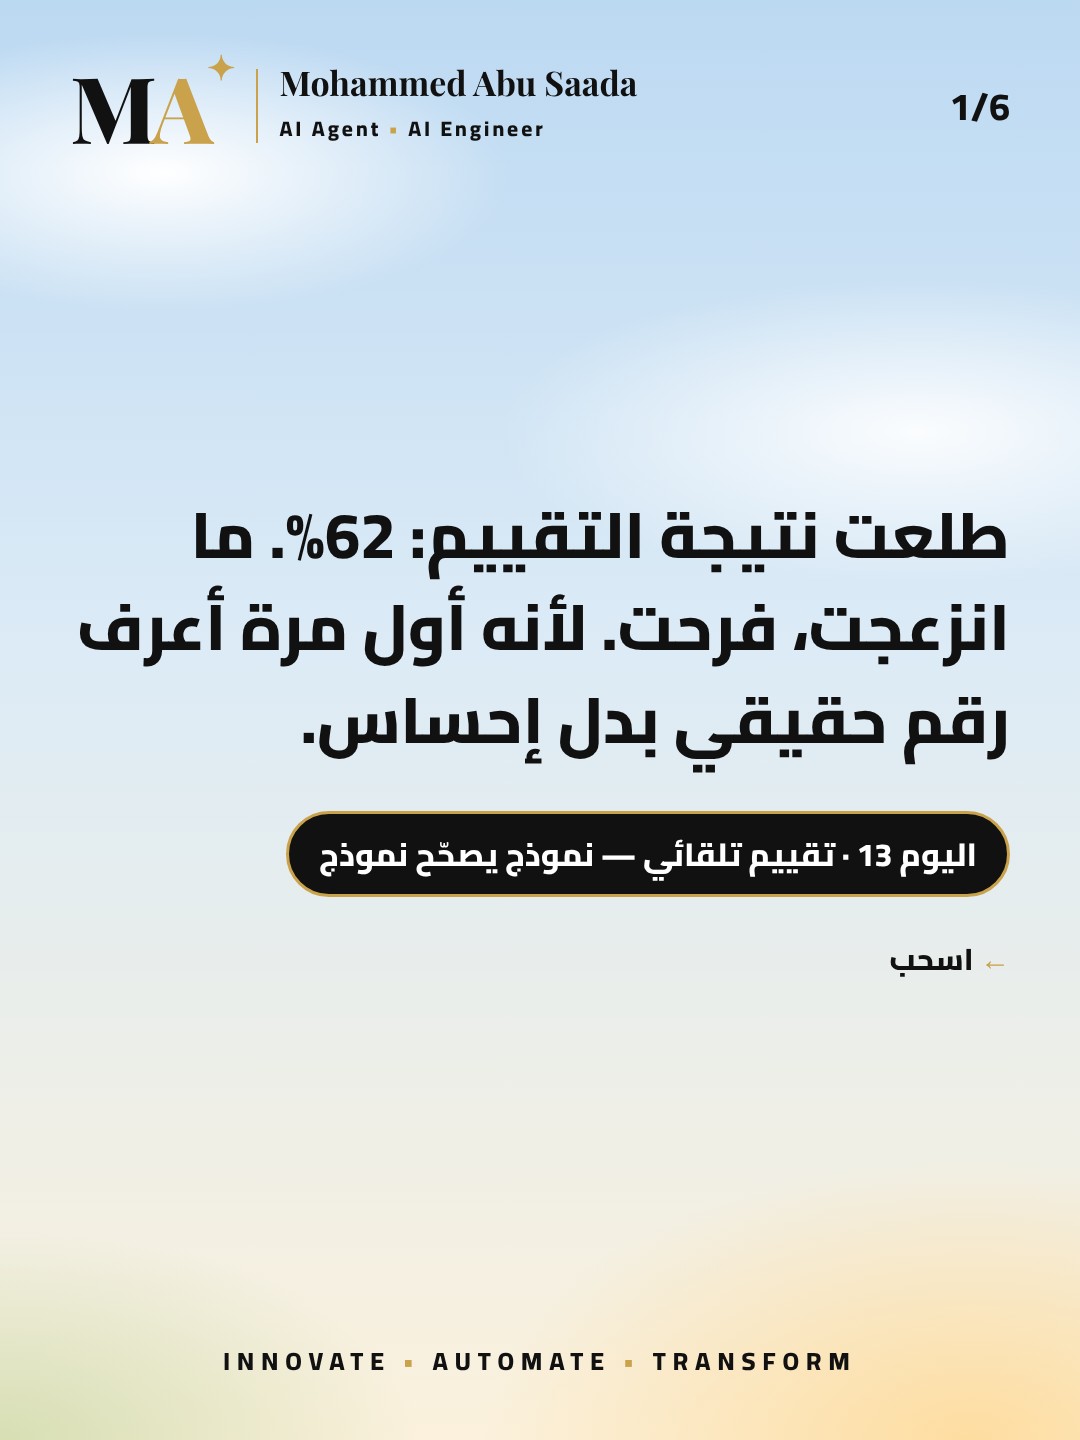 MA
Mohammed Abu Saada
AI Agent ▪ AI Engineer
1/6
طلعت نتيجة التقييم: 62%. ما
انزعجت، فرحت. لأنه أول مرة أعرف
رقم حقيقي بدل إحساس.
اليوم 13 · تقييم تلقائي — نموذج يصحّح نموذج
← اسحب
INNOVATE ▪ AUTOMATE ▪ TRANSFORM